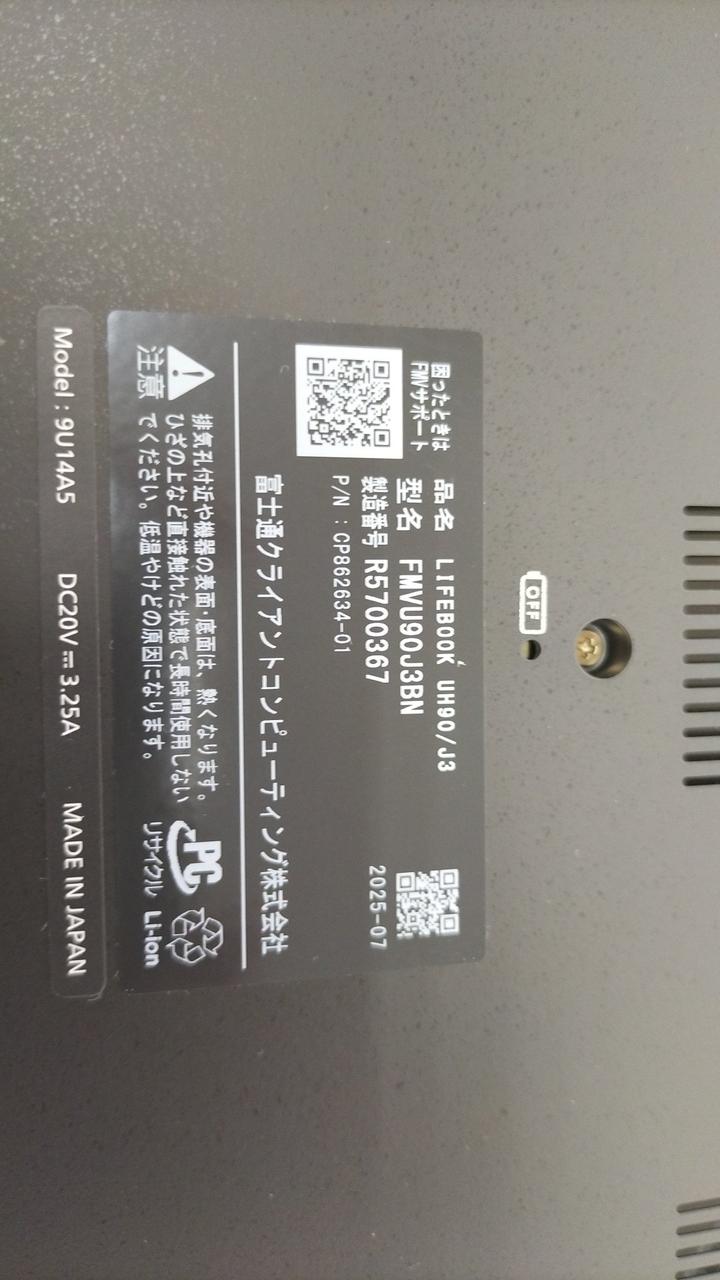 OFF
困ったときは
FMVサポート
品名 LIFEBOOK UH90/J3
型名 FMVU90J3BN
製造番号 R5700367
P/N : CP862634-01
2025-07
富士通クライアントコンピューティング株式会社
注意
排気孔付近や機器の表面・底面は、熱くなります。
ひざの上など直接触れた状態で長時間使用しない
でください。低温やけどの原因になります。
PC
リサイクル
Li-ion
Model : 9U14A5 DC20V⎓3.25A MADE IN JAPAN